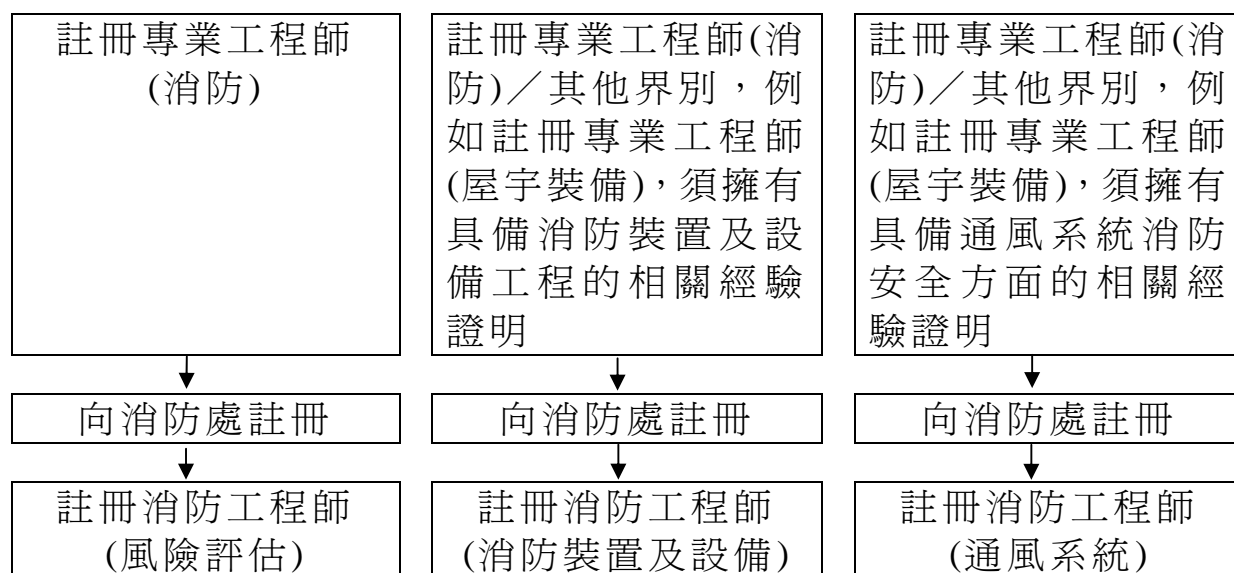 註冊專業工程師
(消防)
註冊專業工程師(消
防)／其他界別，例
如註冊專業工程師
(屋宇裝備)，須擁有
具備消防裝置及設
備工程的相關經驗
證明
註冊專業工程師(消
防)／其他界別，例
如註冊專業工程師
(屋宇裝備)，須擁有
具備通風系統消防
安全方面的相關經
驗證明
向消防處註冊
向消防處註冊
向消防處註冊
註冊消防工程師
(風險評估)
註冊消防工程師
(消防裝置及設備)
註冊消防工程師
(通風系統)